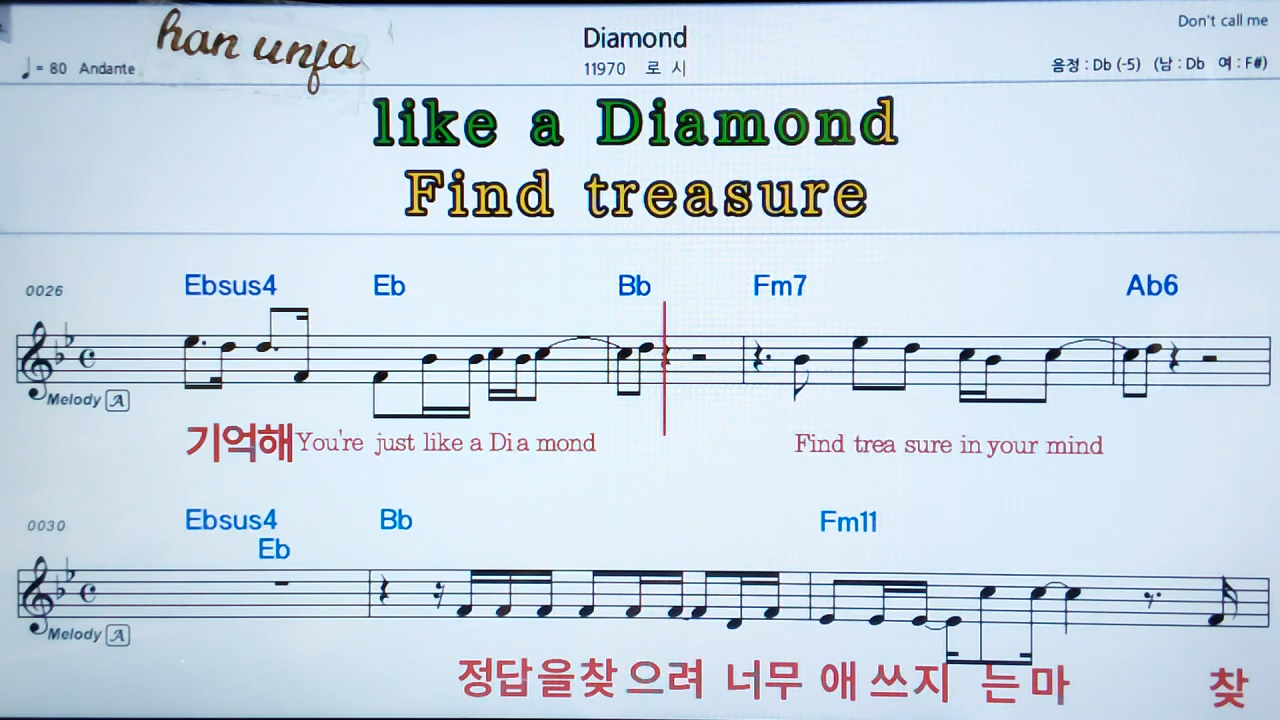 han unja
Diamond
Don't call me
♩= 80 Andante
11970 로 시
음정 : Db (-5) (남 : Db 여 : F#)
like a Diamond
Find treasure
0026
Ebsus4 Eb Bb Fm7 Ab6
Melody A
기억해 You're just like a Dia mond Find trea sure in your mind
0030
Ebsus4 Bb Fm11
Eb
Melody A
정답을찾 으려 너무 애 쓰지 는 마 찾